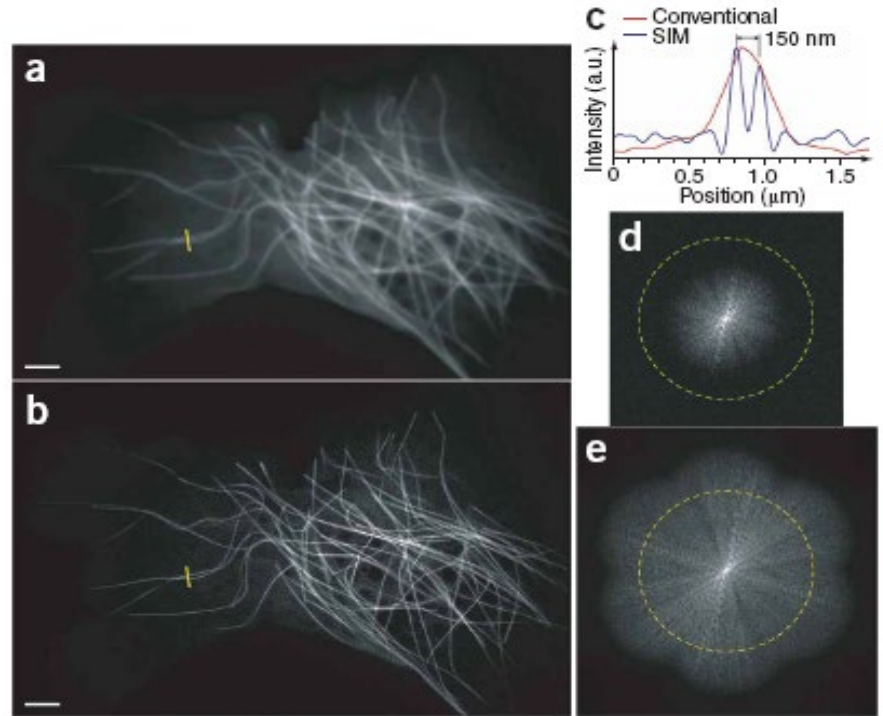 a
b
c
Conventional
SIM
150 nm
Intensity (a.u.)
0 0.5 1.0 1.5
Position (μm)
d
e